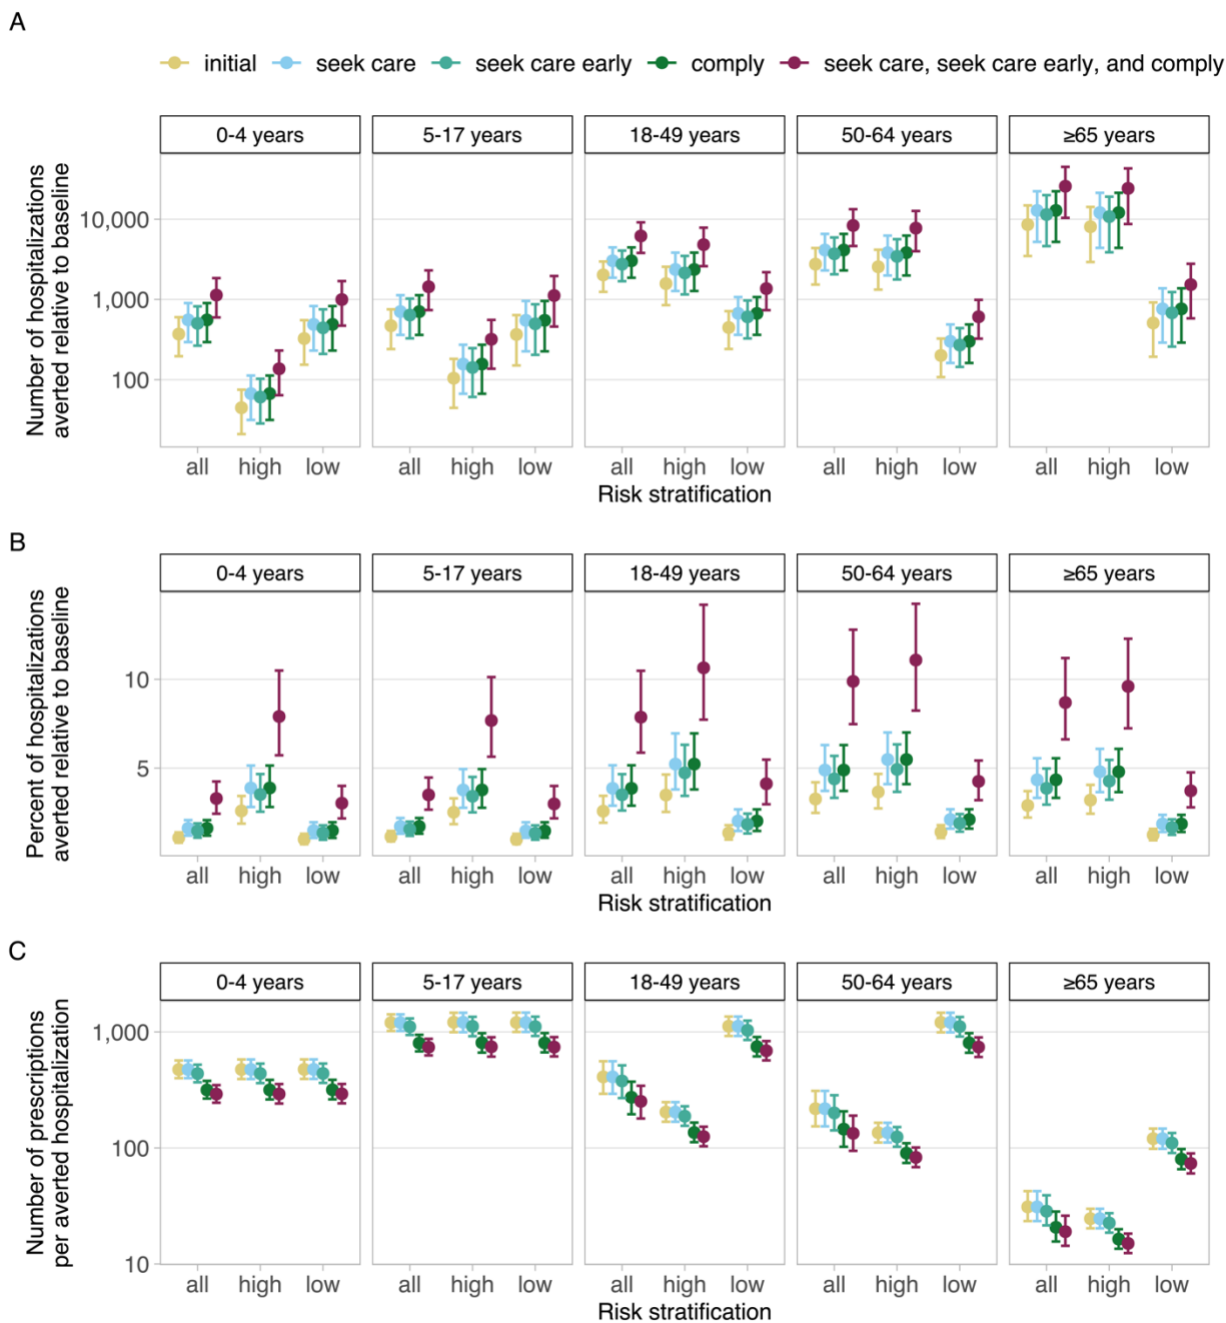 A
initial seek care seek care early comply seek care, seek care early, and comply
0-4 years 5-17 years 18-49 years 50-64 years ≥65 years
Number of hospitalizations
averted relative to baseline
10,000
1,000
100
all high low all high low all high low all high low all high low
Risk stratification
B
0-4 years 5-17 years 18-49 years 50-64 years ≥65 years
Percent of hospitalizations
averted relative to baseline
10
5
all high low all high low all high low all high low all high low
Risk stratification
C
0-4 years 5-17 years 18-49 years 50-64 years ≥65 years
Number of prescriptions
per averted hospitalization
1,000
100
10
all high low all high low all high low all high low all high low
Risk stratification